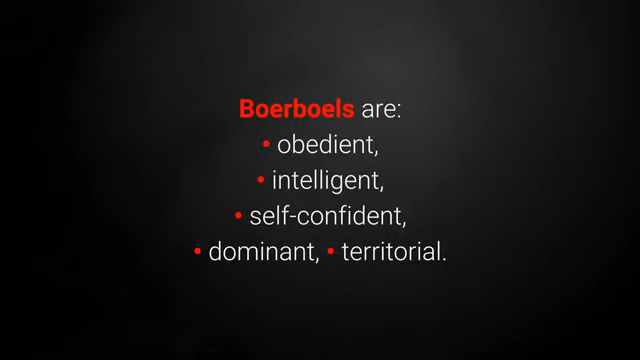 Boerboels are:
• obedient,
• intelligent,
• self-confident,
• dominant, • territorial.